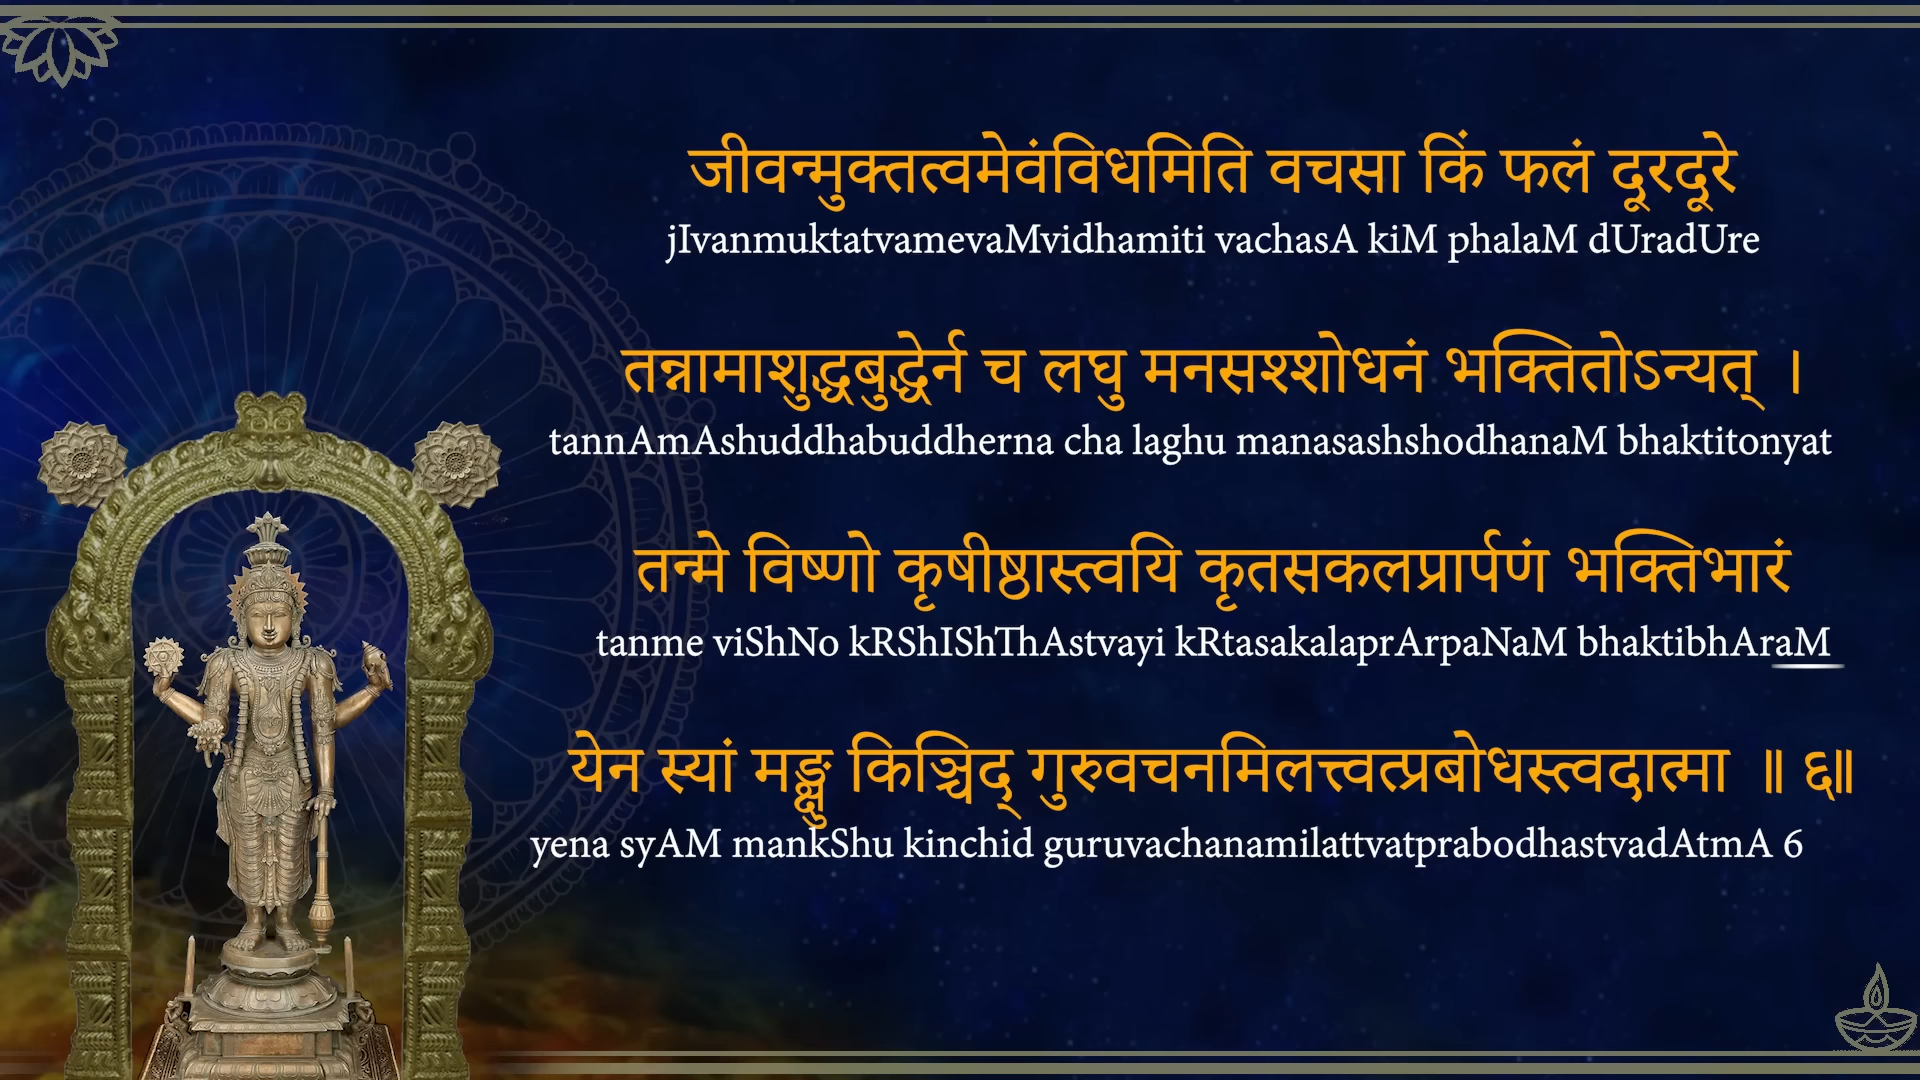 जीवन्मुक्तत्वमेवंविधमिति वचसा किं फलं दूरदूरे
jIvanmuktatvamevaMvidhamiti vachasA kiM phalaM dUradUre
तन्नामाशुद्धबुद्धेर्न च लघु मनसश्शोधनं भक्तितोऽन्यत् ।
tannAmAshuddhabuddherna cha laghu manasashshodhanaM bhaktitonyat
तन्मे विष्णो कृषीष्ठास्त्वयि कृतसकलप्रार्पणं भक्तिभारं
tanme viShNo kRShIShThAstvayi kRtasakalaprArpaNaM bhaktibhAraM
येन स्यां मङ्क्षु किञ्चिद् गुरुवचनमिलत्त्वत्प्रबोधस्त्वदात्मा ॥ ६॥
yena syAM mankShu kinchid guruvachanamilattvatprabodhastvadAtmA 6